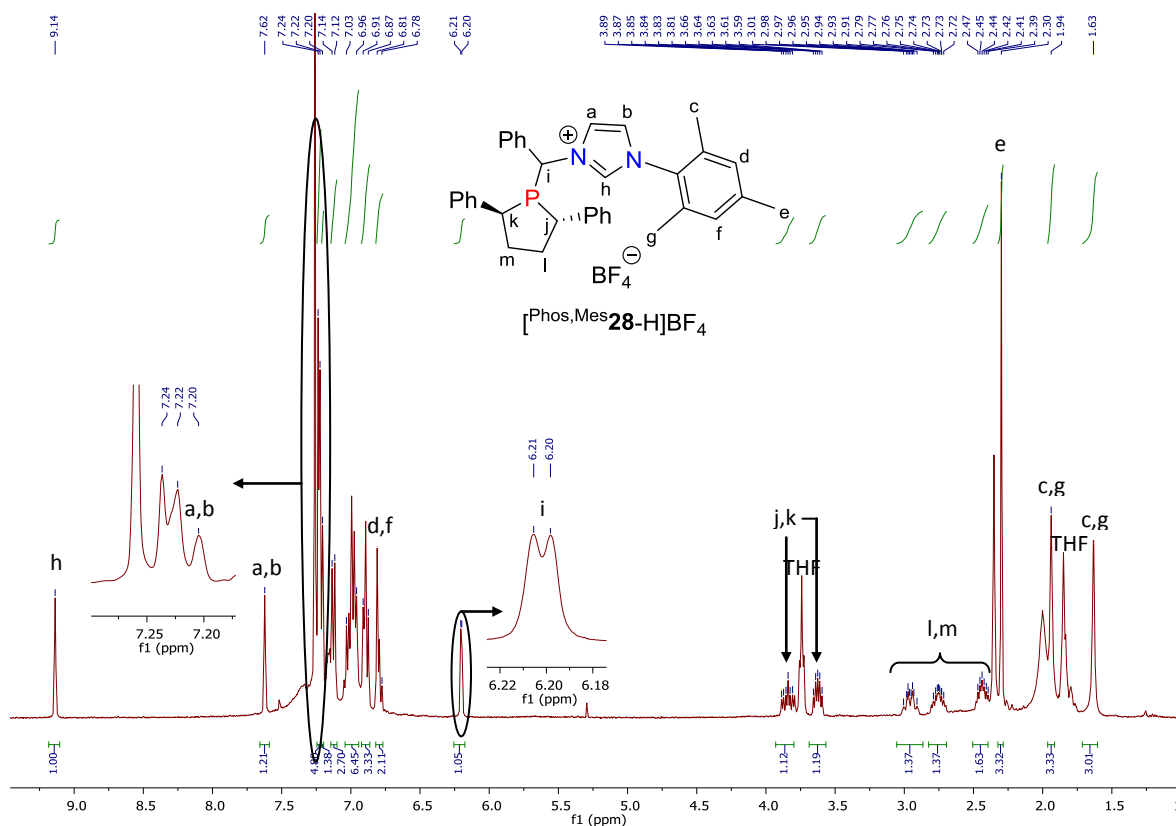 9.14 7.62 7.24 7.22 7.20 7.14 7.12 7.03 6.96 6.91 6.87 6.81 6.78 6.21 6.20 3.89 3.87 3.85 3.84 3.83 3.81 3.66 3.64 3.63 3.61 3.59 3.01 2.98 2.97 2.96 2.95 2.94 2.93 2.91 2.79 2.77 2.76 2.75 2.74 2.73 2.73 2.72 2.47 2.45 2.44 2.42 2.41 2.39 2.30 1.94 1.63
a b c
Ph + N N d e
i h
Ph P Ph e
k j g f
m l
BF4 −
[Phos,Mes28-H]BF4
7.24 7.22 7.20
6.21 6.20
a,b i d,f j,k c,g
h a,b THF THF c,g
l,m
7.25 7.20
f1 (ppm)
6.22 6.20 6.18
f1 (ppm)
1.00 1.21 1.38 2.70 6.45 3.33 2.11 1.05 1.12 1.19 1.37 1.37 1.63 3.32 3.33 3.01
9.0 8.5 8.0 7.5 7.0 6.5 6.0 5.5 5.0 4.5 4.0 3.5 3.0 2.5 2.0 1.5
f1 (ppm)